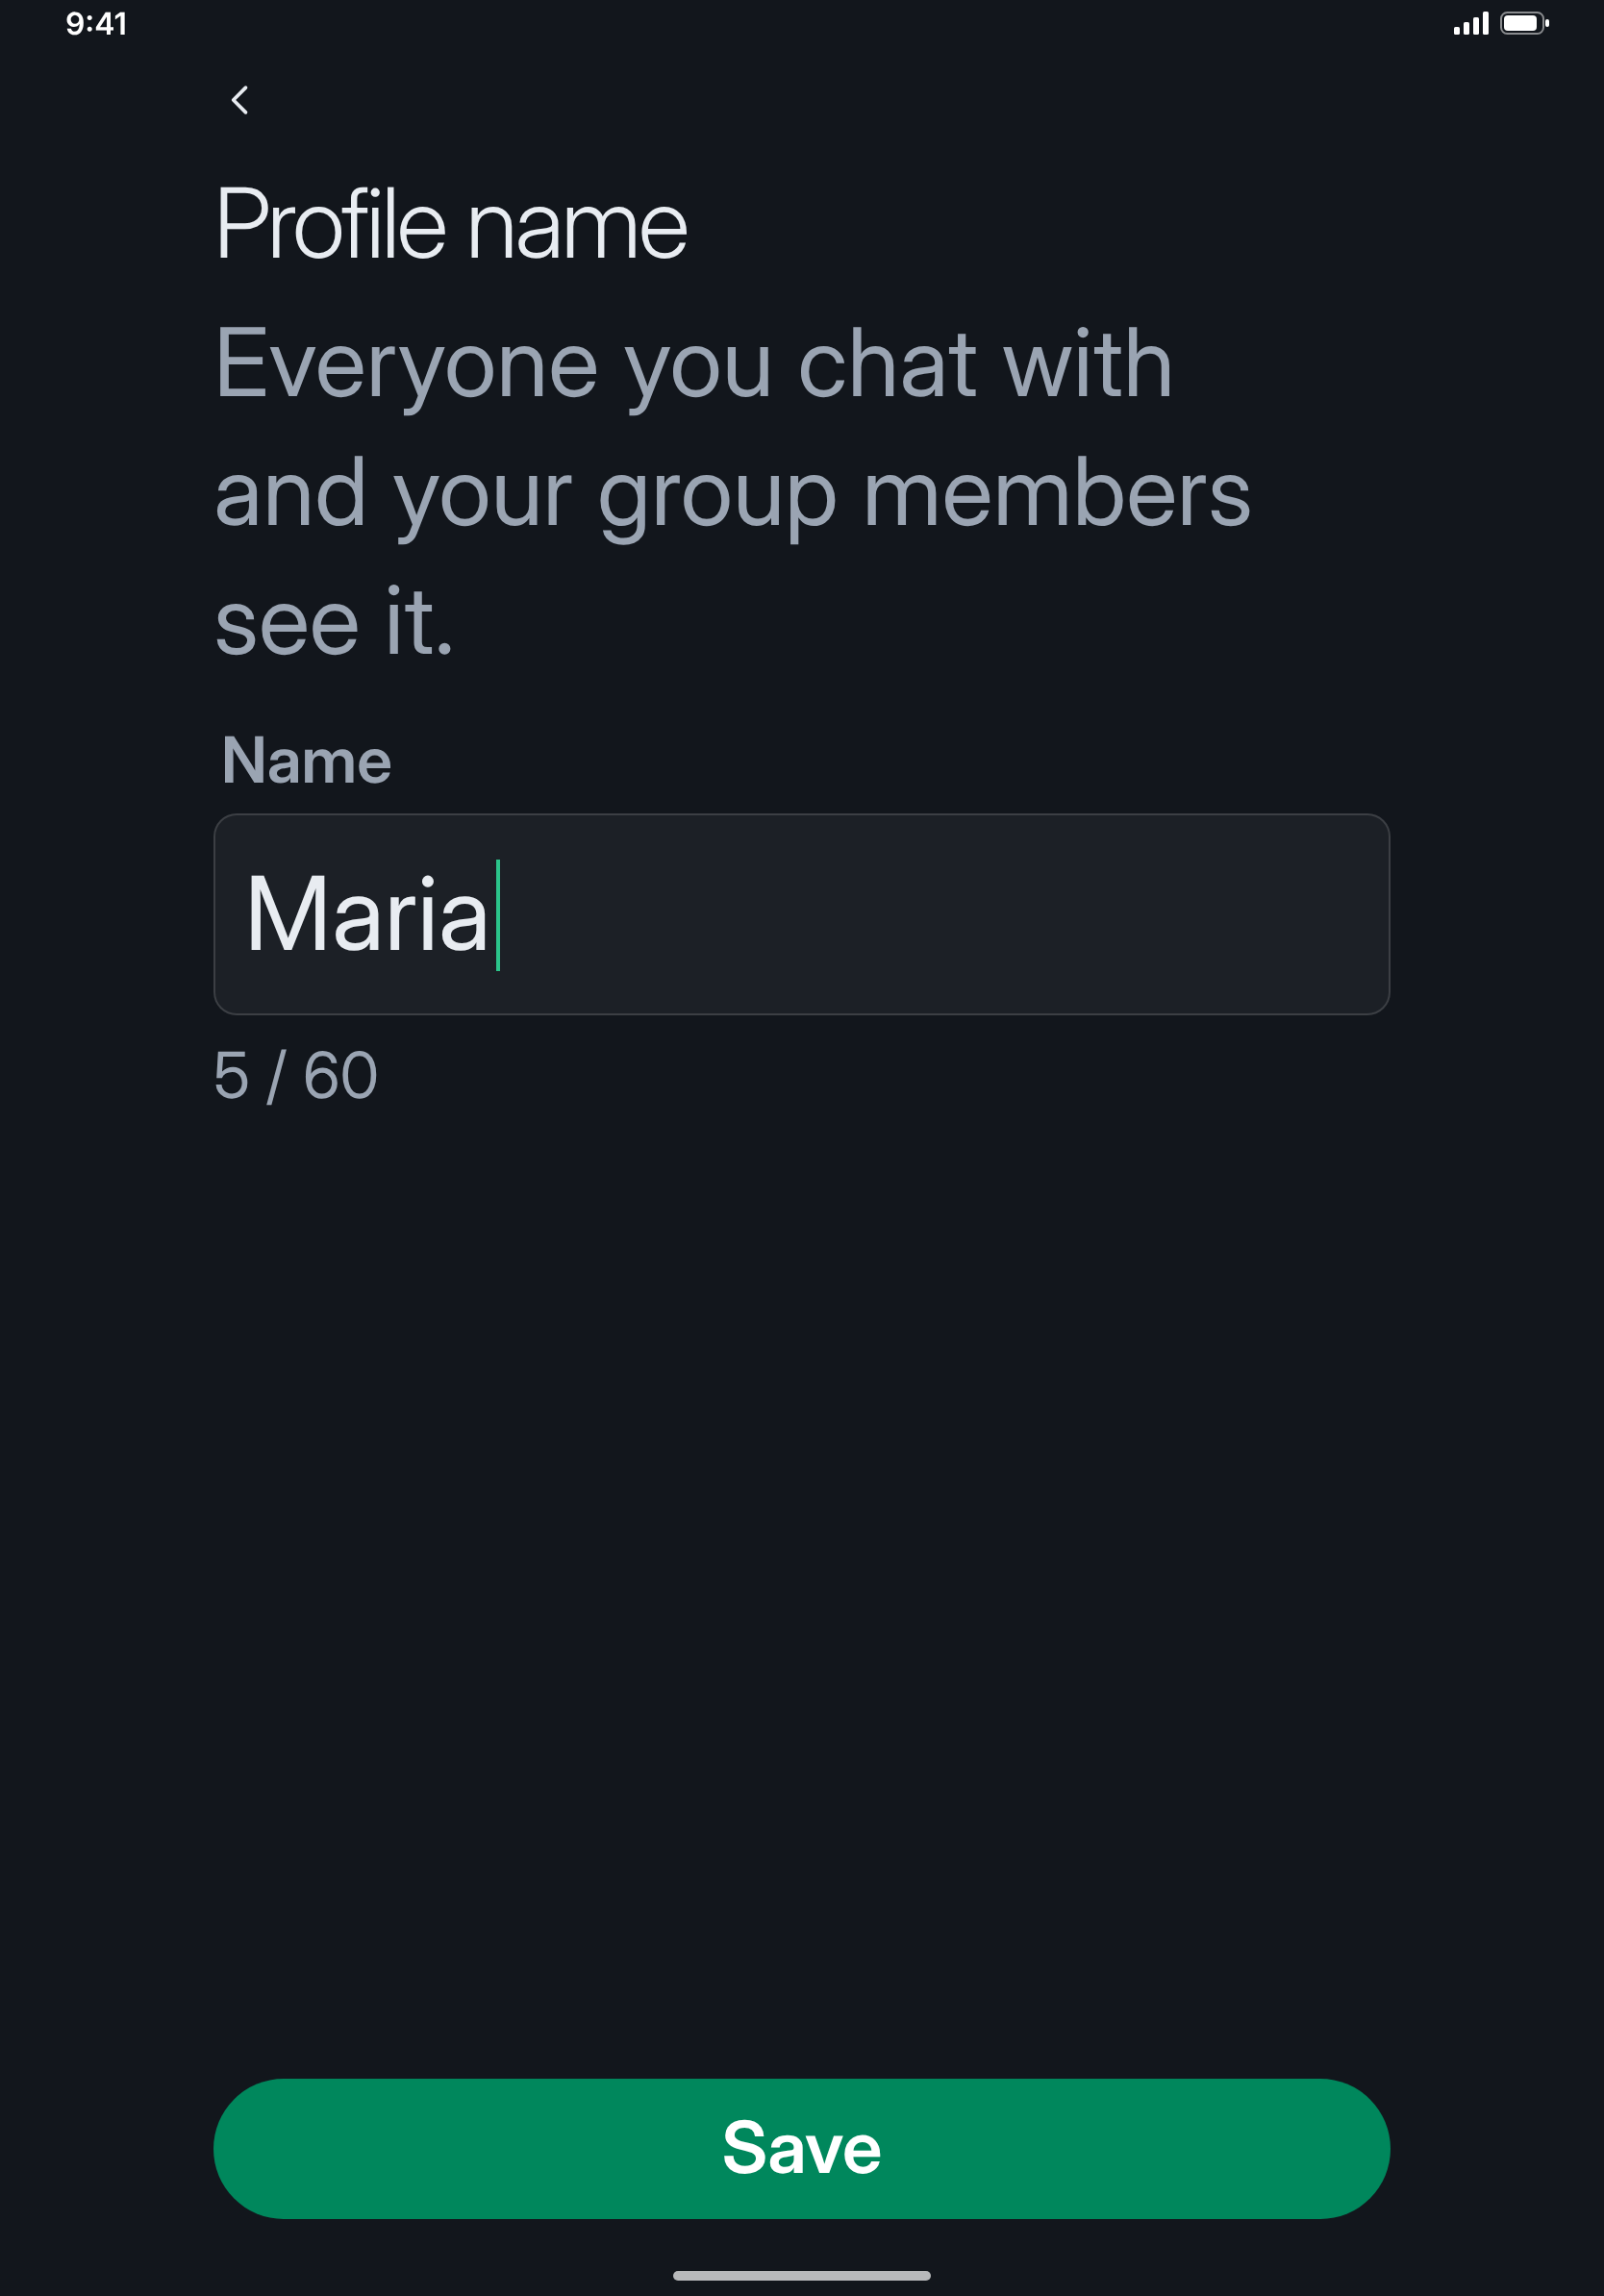 9:41
Profile name
Everyone you chat with
and your group members
see it.
Name
Maria
5 / 60
Save